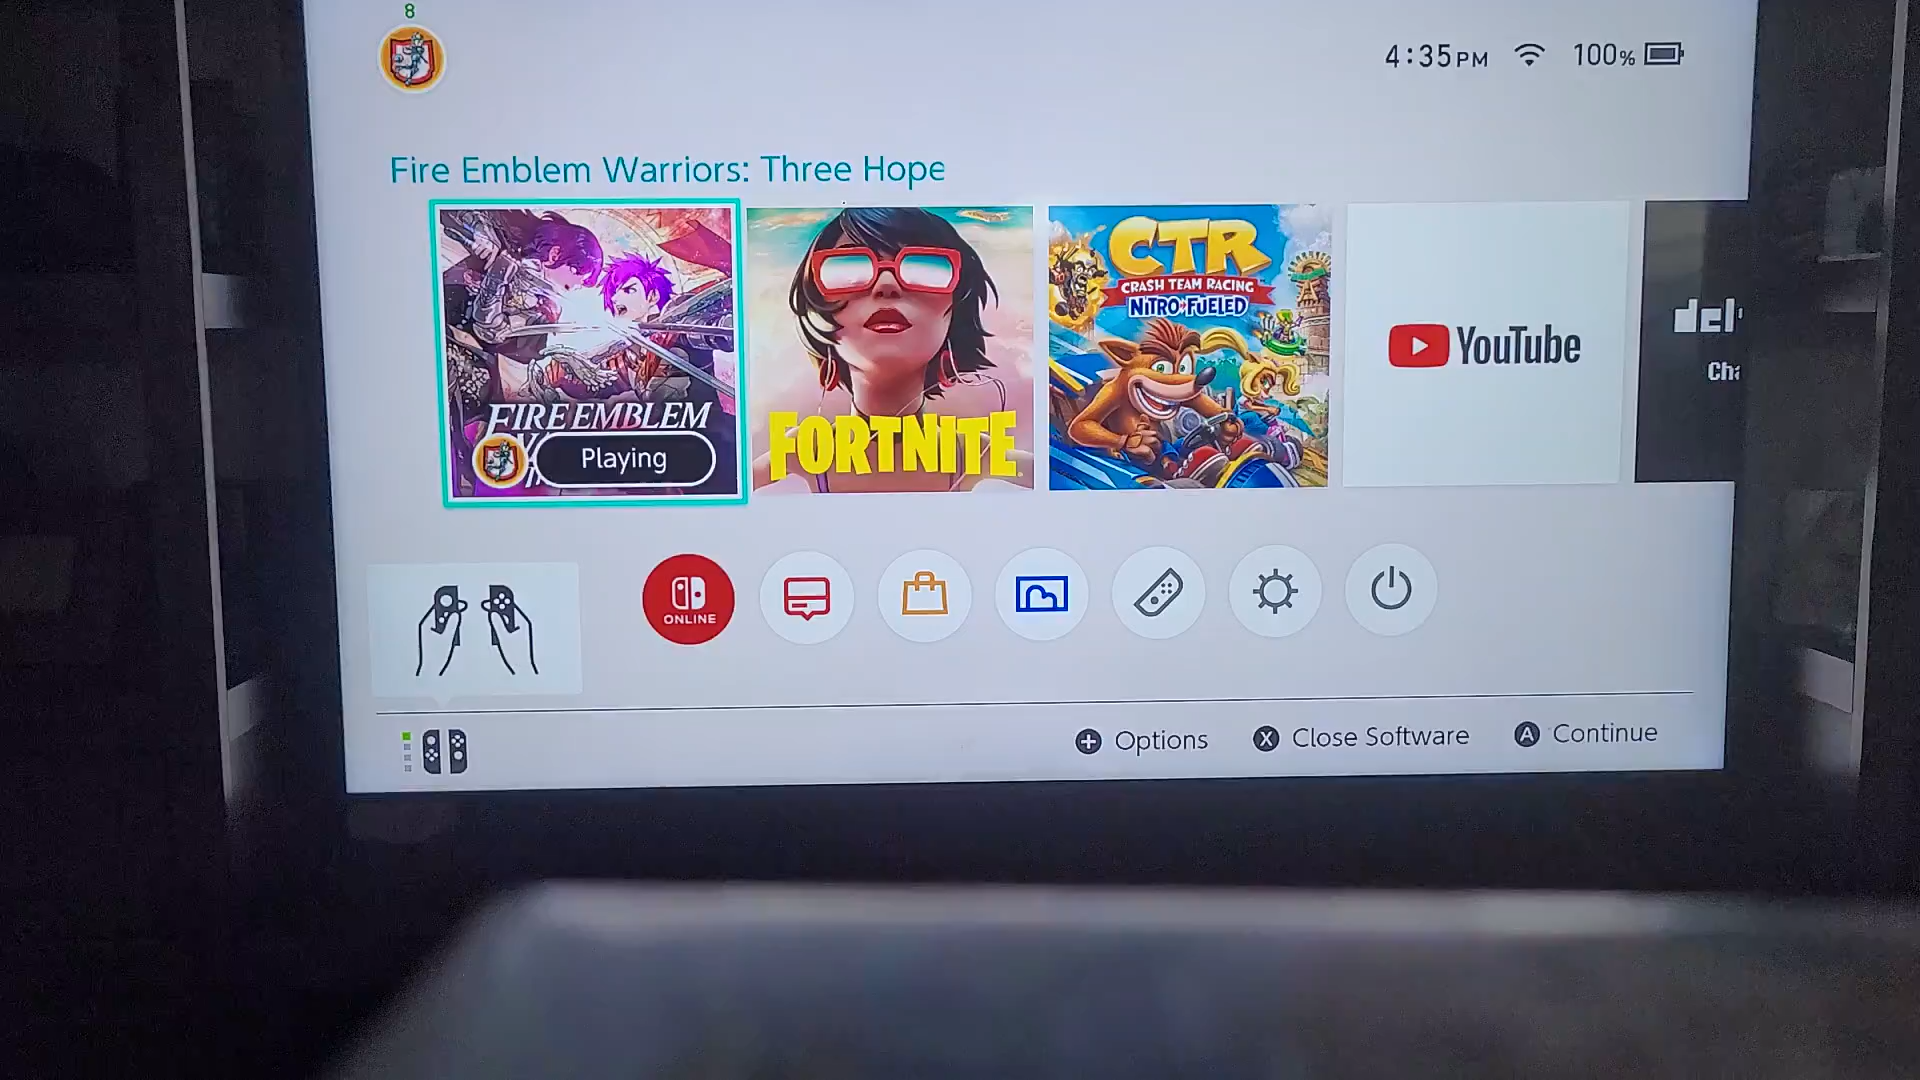 8
4:35PM 100%
Fire Emblem Warriors: Three Hope
FIRE EMBLEM
Playing
FORTNITE
CTR
CRASH TEAM RACING
NITRO-FUELED
YouTube
ONLINE
Options
X Close Software
A Continue